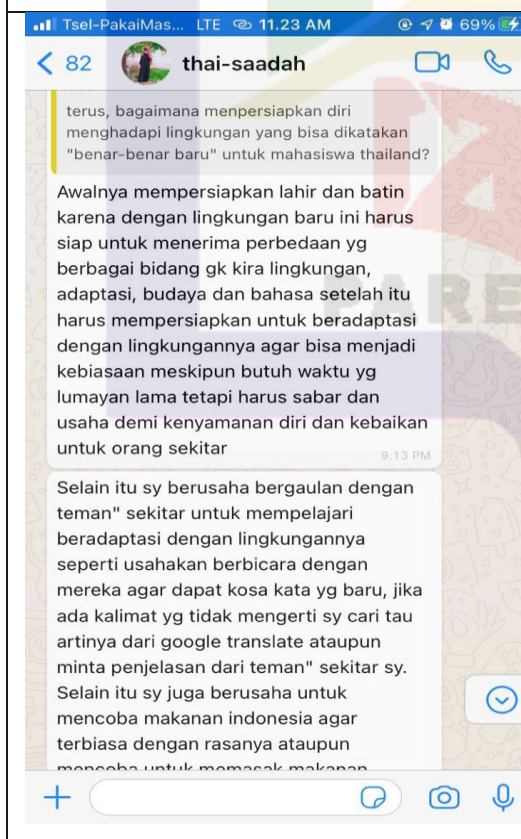 Tsel-PakaiMas... LTE 11.23 AM 69%
82 thai-saadah
terus, bagaimana menpersiapkan diri
menghadapi lingkungan yang bisa dikatakan
"benar-benar baru" untuk mahasiswa thailand?
Awalnya mempersiapkan lahir dan batin
karena dengan lingkungan baru ini harus
siap untuk menerima perbedaan yg
berbagai bidang gk kira lingkungan,
adaptasi, budaya dan bahasa setelah itu
harus mempersiapkan untuk beradaptasi
dengan lingkungannya agar bisa menjadi
kebiasaan meskipun butuh waktu yg
lumayan lama tetapi harus sabar dan
usaha demi kenyamanan diri dan kebaikan
untuk orang sekitar
9.13 PM
Selain itu sy berusaha bergaulan dengan
teman" sekitar untuk mempelajari
beradaptasi dengan lingkungannya
seperti usahakan berbicara dengan
mereka agar dapat kosa kata yg baru, jika
ada kalimat yg tidak mengerti sy cari tau
artinya dari google translate ataupun
minta penjelasan dari teman" sekitar sy.
Selain itu sy juga berusaha untuk
mencoba makanan indonesia agar
terbiasa dengan rasanya ataupun
mencoba untuk memasak makanan
PARE